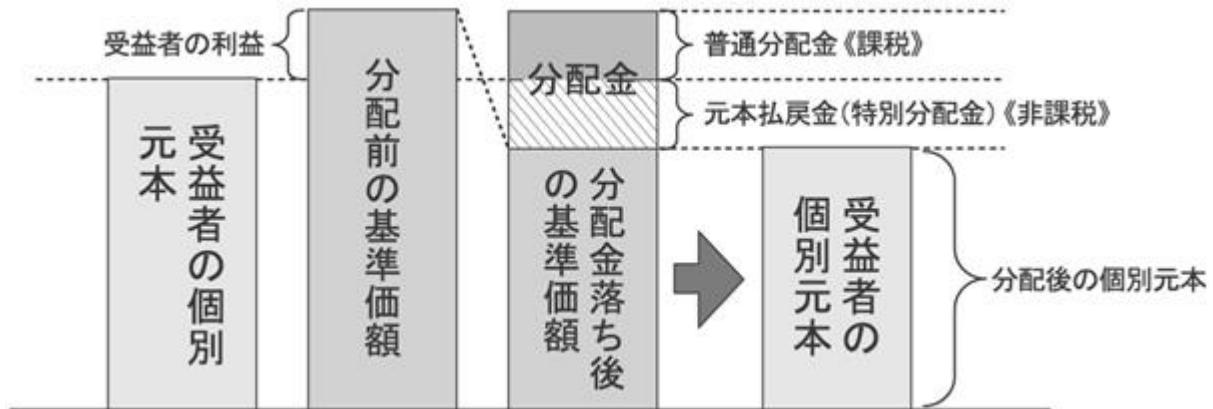 受益者の利益
受益者の個別
元本
分配前の基準価額
分配金
分配金落ち後
の基準価額
普通分配金《課税》
元本払戻金(特別分配金)《非課税》
受益者の
個別元本
分配後の個別元本